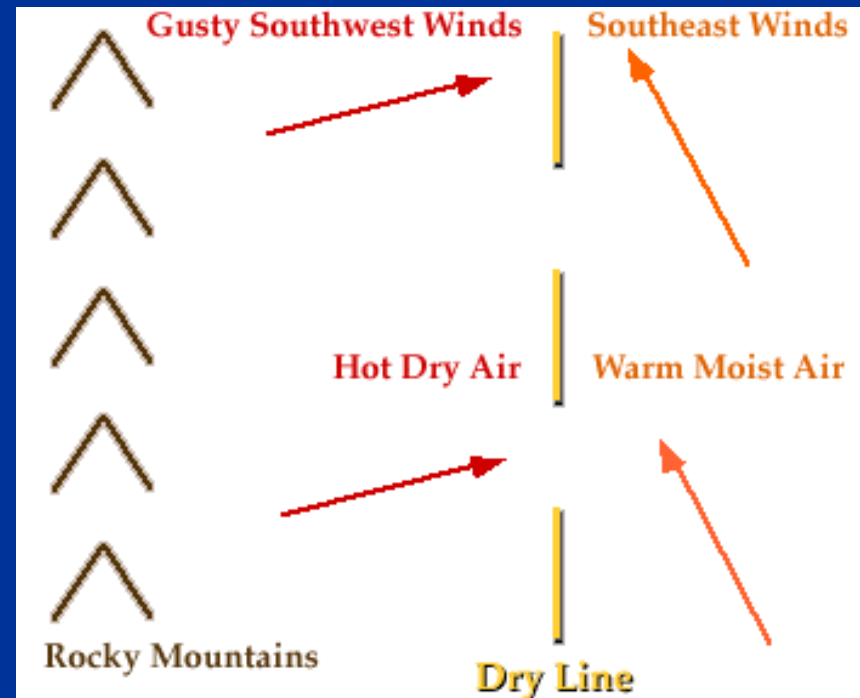 Gusty Southwest Winds
Southeast Winds
Hot Dry Air
Warm Moist Air
Rocky Mountains
Dry Line